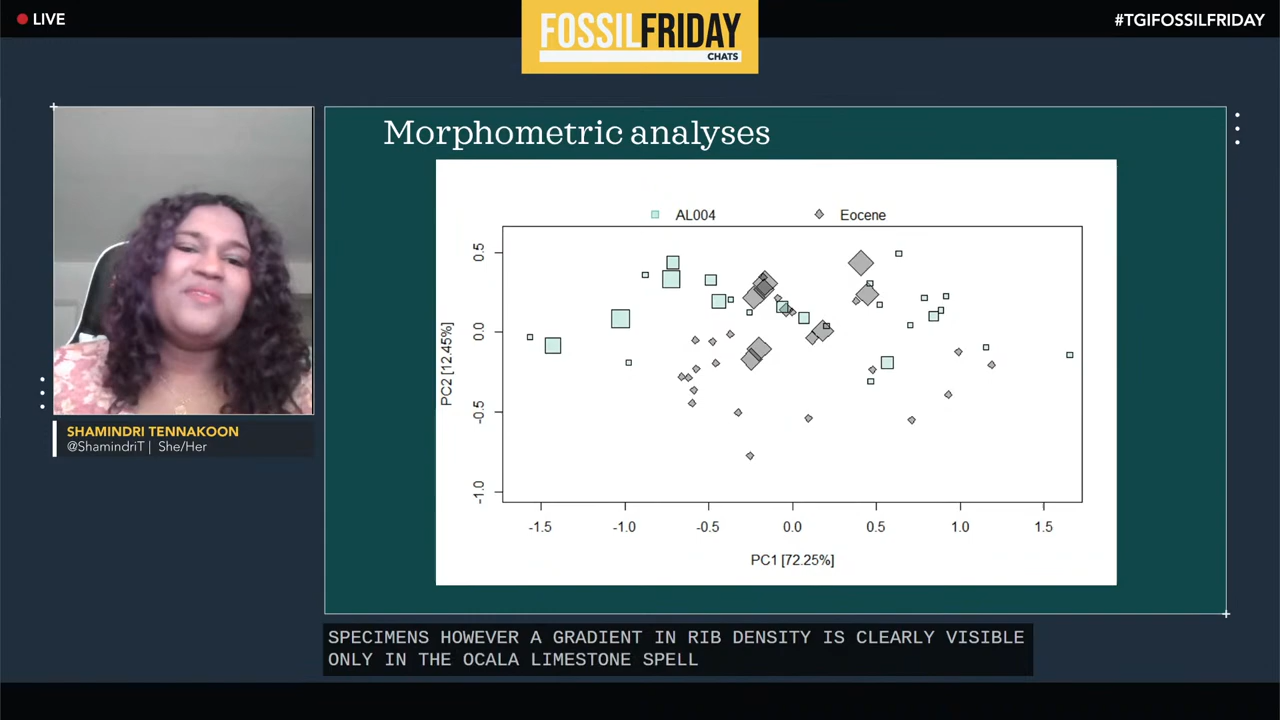 LIVE
FOSSILFRIDAY
CHATS
#TGIFOSSILFRIDAY
Morphometric analyses
AL004
Eocene
0.5
0.0
-0.5
-1.0
PC2 [12.45%]
-1.5
-1.0
-0.5
0.0
0.5
1.0
1.5
PC1 [72.25%]
SHAMINDRI TENNAKOON
@ShamindriT | She/Her
SPECIMENS HOWEVER A GRADIENT IN RIB DENSITY IS CLEARLY VISIBLE
ONLY IN THE OCALA LIMESTONE SPELL